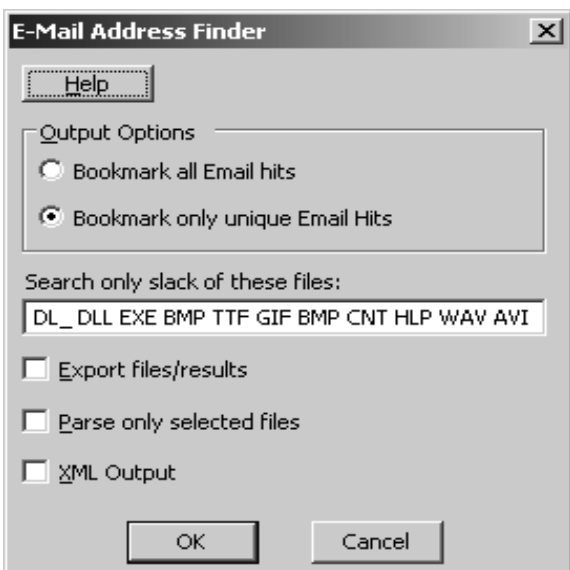 E-Mail Address Finder
Help
Output Options
Bookmark all Email hits
Bookmark only unique Email Hits
Search only slack of these files:
DL_ DLL EXE BMP TTF GIF BMP CNT HLP WAV AVI
Export files/results
Parse only selected files
XML Output
OK Cancel